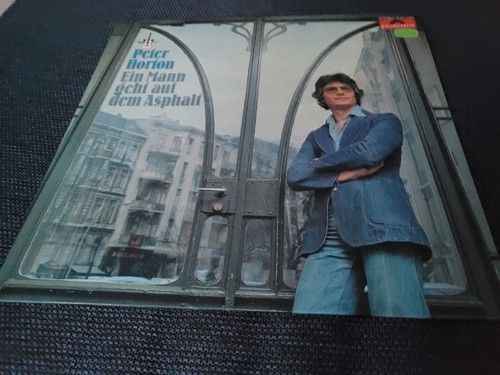 Peter
Horton
Ein Mann
geht auf
dem Asphalt